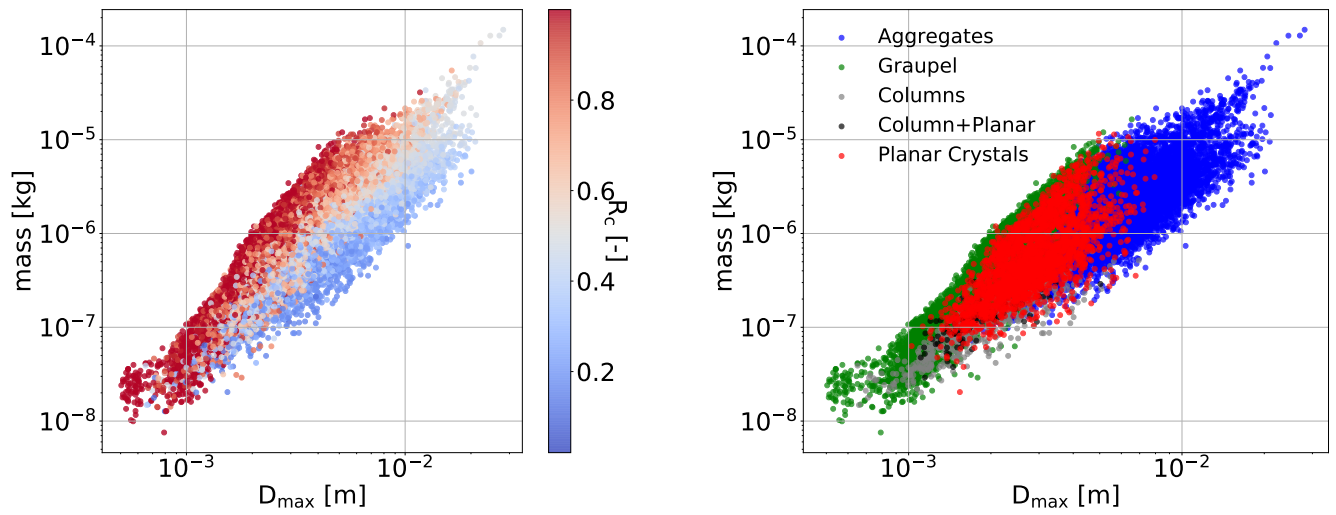 10⁻⁴
10⁻⁵
10⁻⁶
10⁻⁷
10⁻⁸
mass [kg]
10⁻³
10⁻²
D_max [m]
0.8
0.6
0.4
0.2
R_c [-]
10⁻⁴
10⁻⁵
10⁻⁶
10⁻⁷
10⁻⁸
mass [kg]
Aggregates
Graupel
Columns
Column+Planar
Planar Crystals
10⁻³
10⁻²
D_max [m]